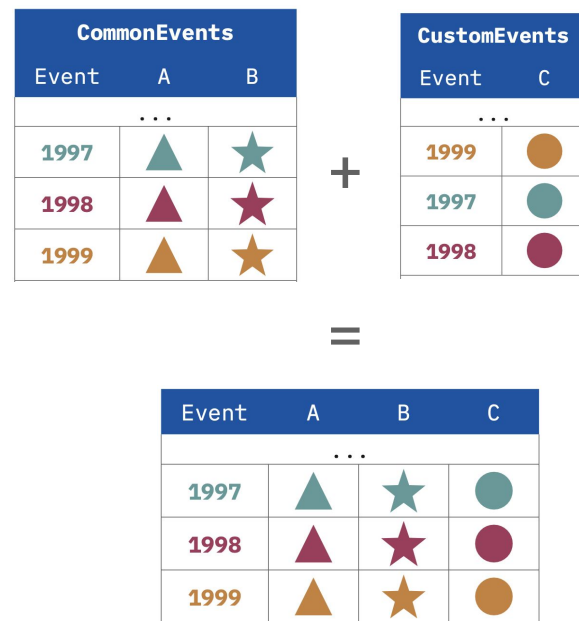 CommonEvents
Event A B
...
1997
1998
1999
+
CustomEvents
Event C
...
1999
1997
1998
=
Event A B C
...
1997
1998
1999